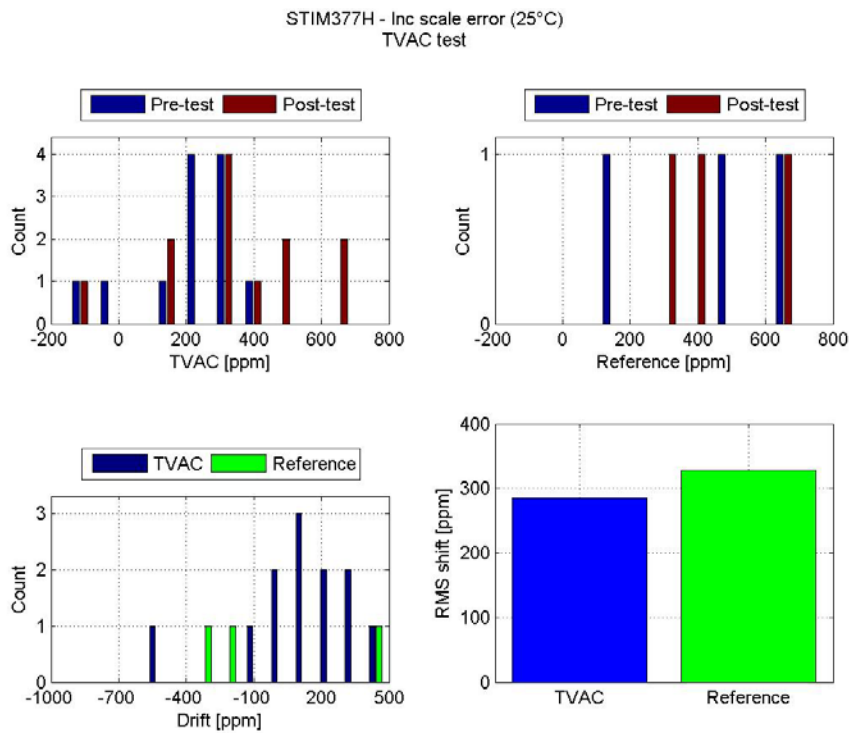 STIM377H - Inc scale error (25°C)
TVAC test
Pre-test Post-test
4
3
2
1
0
Count
-200 0 200 400 600 800
TVAC [ppm]
Pre-test Post-test
1
0
Count
-200 0 200 400 600 800
Reference [ppm]
TVAC Reference
3
2
1
0
Count
-1000 -700 -400 -100 200 500
Drift [ppm]
400
300
200
100
0
RMS shift [ppm]
TVAC Reference